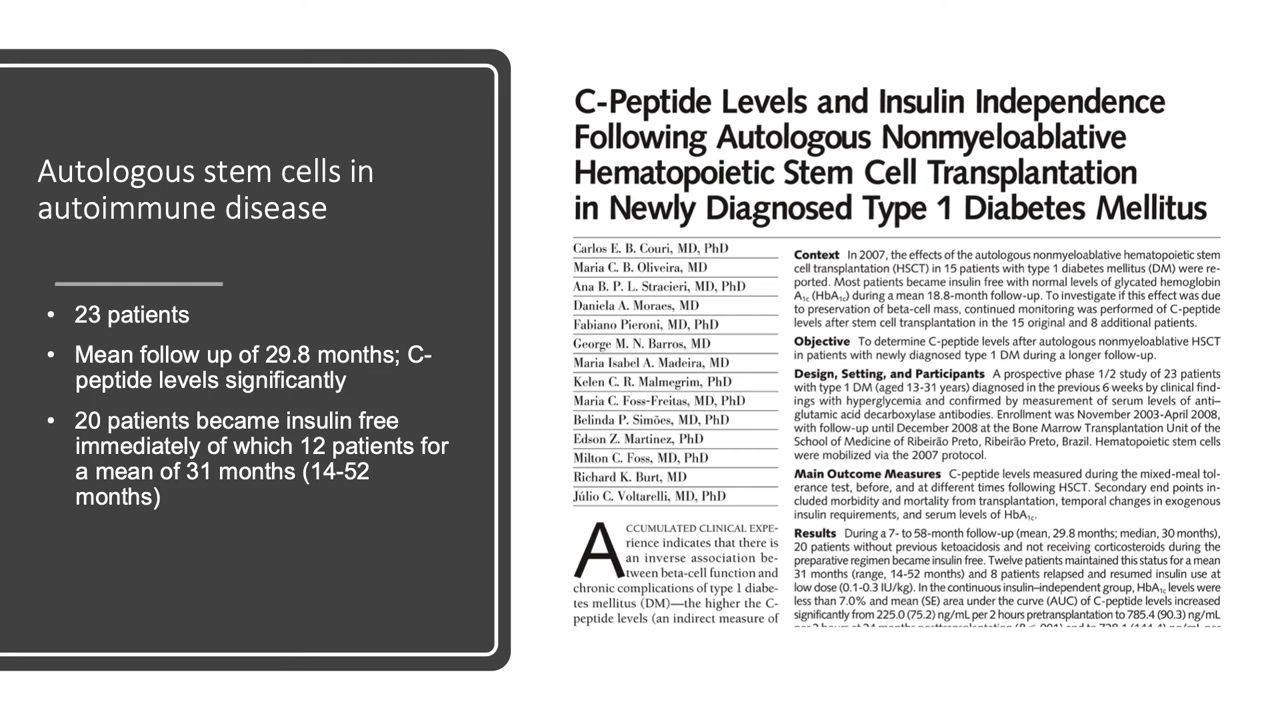 Autologous stem cells in
autoimmune disease
• 23 patients
• Mean follow up of 29.8 months; C-
peptide levels significantly
• 20 patients became insulin free
immediately of which 12 patients for
a mean of 31 months (14-52
months)
C-Peptide Levels and Insulin Independence
Following Autologous Nonmyeloablative
Hematopoietic Stem Cell Transplantation
in Newly Diagnosed Type 1 Diabetes Mellitus
Carlos E. B. Couri, MD, PhD
Maria C. B. Oliveira, MD
Ana B. P. L. Stracieri, MD, PhD
Daniela A. Moraes, MD
Fabiano Pieroni, MD, PhD
George M. N. Barros, MD
Maria Isabel A. Madeira, MD
Kelen C. R. Malmegrim, PhD
Maria C. Foss-Freitas, MD, PhD
Belinda P. Simões, MD, PhD
Edson Z. Martinez, PhD
Milton C. Foss, MD, PhD
Richard K. Burt, MD
Júlio C. Voltarelli, MD, PhD
ACCUMULATED CLINICAL EXPE-
rience indicates that there is
an inverse association be-
tween beta-cell function and
chronic complications of type 1 diabe-
tes mellitus (DM)—the higher the C-
peptide levels (an indirect measure of
Context In 2007, the effects of the autologous nonmyeloablative hematopoietic stem
cell transplantation (HSCT) in 15 patients with type 1 diabetes mellitus (DM) were re-
ported. Most patients became insulin free with normal levels of glycated hemoglobin
A1c (HbA1c) during a mean 18.8-month follow-up. To investigate if this effect was due
to preservation of beta-cell mass, continued monitoring was performed of C-peptide
levels after stem cell transplantation in the 15 original and 8 additional patients.
Objective To determine C-peptide levels after autologous nonmyeloablative HSCT
in patients with newly diagnosed type 1 DM during a longer follow-up.
Design, Setting, and Participants A prospective phase 1/2 study of 23 patients
with type 1 DM (aged 13-31 years) diagnosed in the previous 6 weeks by clinical find-
ings with hyperglycemia and confirmed by measurement of serum levels of anti–
glutamic acid decarboxylase antibodies. Enrollment was November 2003-April 2008,
with follow-up until December 2008 at the Bone Marrow Transplantation Unit of the
School of Medicine of Ribeirão Preto, Ribeirão Preto, Brazil. Hematopoietic stem cells
were mobilized via the 2007 protocol.
Main Outcome Measures C-peptide levels measured during the mixed-meal tol-
erance test, before, and at different times following HSCT. Secondary end points in-
cluded morbidity and mortality from transplantation, temporal changes in exogenous
insulin requirements, and serum levels of HbA1c.
Results During a 7- to 58-month follow-up (mean, 29.8 months; median, 30 months),
20 patients without previous ketoacidosis and not receiving corticosteroids during the
preparative regimen became insulin free. Twelve patients maintained this status for a mean
31 months (range, 14-52 months) and 8 patients relapsed and resumed insulin use at
low dose (0.1-0.3 IU/kg). In the continuous insulin–independent group, HbA1c levels were
less than 7.0% and mean (SE) area under the curve (AUC) of C-peptide levels increased
significantly from 225.0 (75.2) ng/mL per 2 hours pretransplantation to 785.4 (90.3) ng/mL